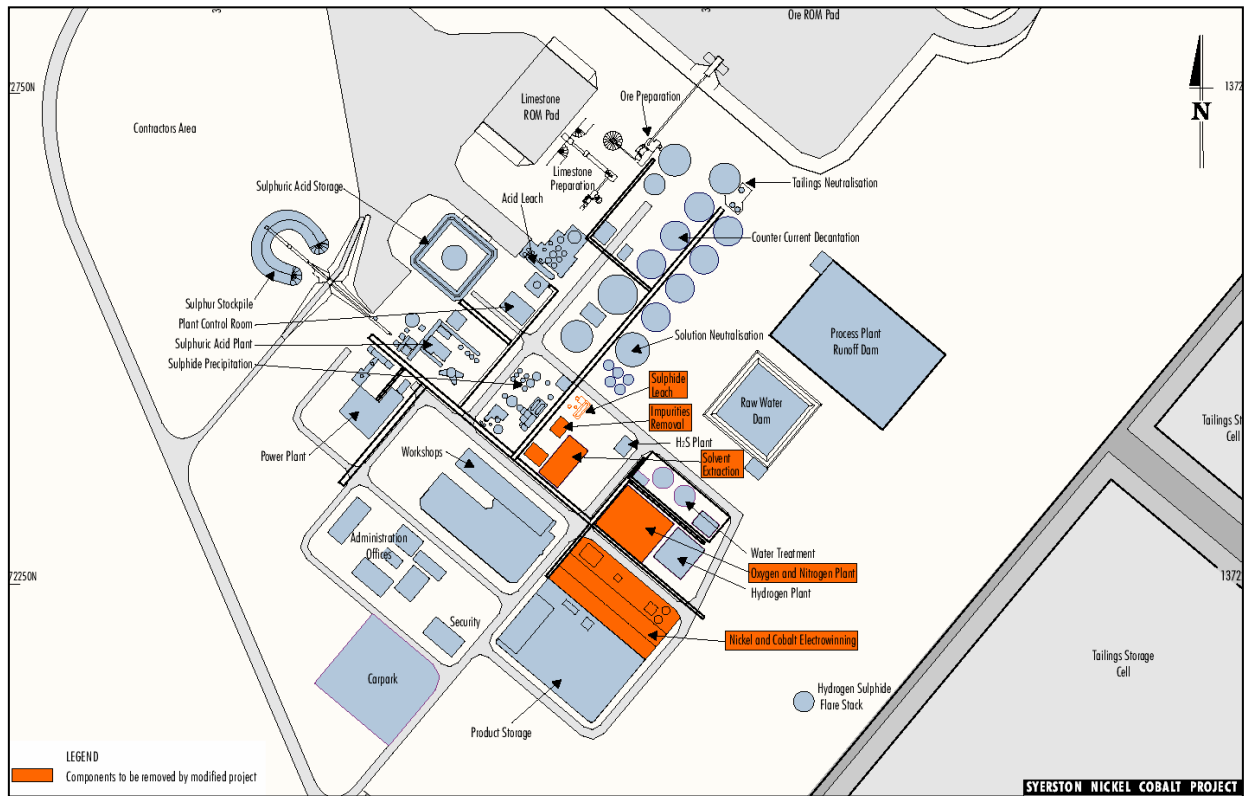 Ore ROM Pad
72750N
1372
N
Limestone
ROM Pad
Ore Preparation
Contractors Area
Limestone
Preparation
Tailings Neutralisation
Sulphuric Acid Storage
Acid Leach
Counter Current Decantation
Sulphur Stockpile
Plant Control Room
Sulphuric Acid Plant
Sulphide Precipitation
Solution Neutralisation
Process Plant
Runoff Dam
Sulphide
Leach
Impurities
Removal
Raw Water
Dam
Tailings St
Cell
H2S Plant
Power Plant
Workshops
Solvent
Extraction
Administration
Offices
Water Treatment
Oxygen and Nitrogen Plant
72250N
1372
Hydrogen Plant
Security
Nickel and Cobalt Electrowinning
Tailings Storage
Cell
Carpark
Hydrogen Sulphide
Flare Stack
Product Storage
LEGEND
Components to be removed by modified project
SYERSTON NICKEL COBALT PROJECT